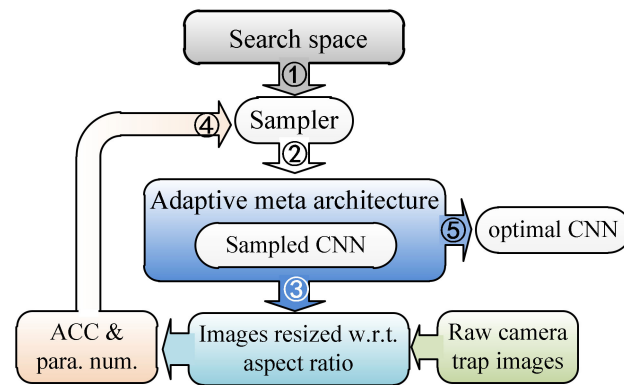 Search space
①
Sampler
④
②
Adaptive meta architecture
Sampled CNN
⑤
optimal CNN
③
ACC &
para. num.
Images resized w.r.t.
aspect ratio
Raw camera
trap images